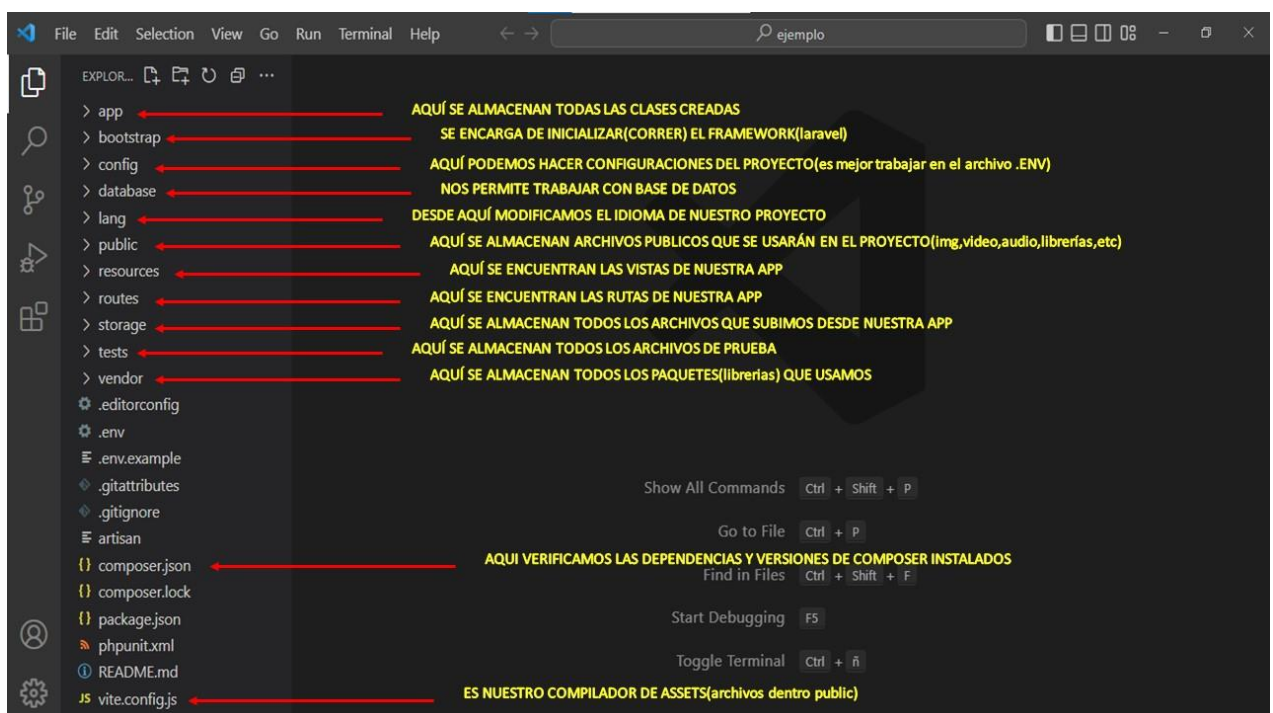 File Edit Selection View Go Run Terminal Help ejemplo
EXPLOR...
app AQUÍ SE ALMACENAN TODAS LAS CLASES CREADAS
bootstrap SE ENCARGA DE INICIALIZAR(CORRER) EL FRAMEWORK(laravel)
config AQUÍ PODEMOS HACER CONFIGURACIONES DEL PROYECTO(es mejor trabajar en el archivo .ENV)
database NOS PERMITE TRABAJAR CON BASE DE DATOS
lang DESDE AQUÍ MODIFICAMOS EL IDIOMA DE NUESTRO PROYECTO
public AQUÍ SE ALMACENAN ARCHIVOS PUBLICOS QUE SE USARÁN EN EL PROYECTO(img,video,audio,librerías,etc)
resources AQUÍ SE ENCUENTRAN LAS VISTAS DE NUESTRA APP
routes AQUÍ SE ENCUENTRAN LAS RUTAS DE NUESTRA APP
storage AQUÍ SE ALMACENAN TODOS LOS ARCHIVOS QUE SUBIMOS DESDE NUESTRA APP
tests AQUÍ SE ALMACENAN TODOS LOS ARCHIVOS DE PRUEBA
vendor AQUÍ SE ALMACENAN TODOS LOS PAQUETES(librerias) QUE USAMOS
.editorconfig
.env
.env.example
.gitattributes
Show All Commands Ctrl + Shift + P
.gitignore
Go to File Ctrl + P
artisan
composer.json AQUI VERIFICAMOS LAS DEPENDENCIAS Y VERSIONES DE COMPOSER INSTALADOS
Find in Files Ctrl + Shift + F
composer.lock
package.json
Start Debugging F5
phpunit.xml
Toggle Terminal Ctrl + ñ
README.md
JS vite.config.js ES NUESTRO COMPILADOR DE ASSETS(archivos dentro public)